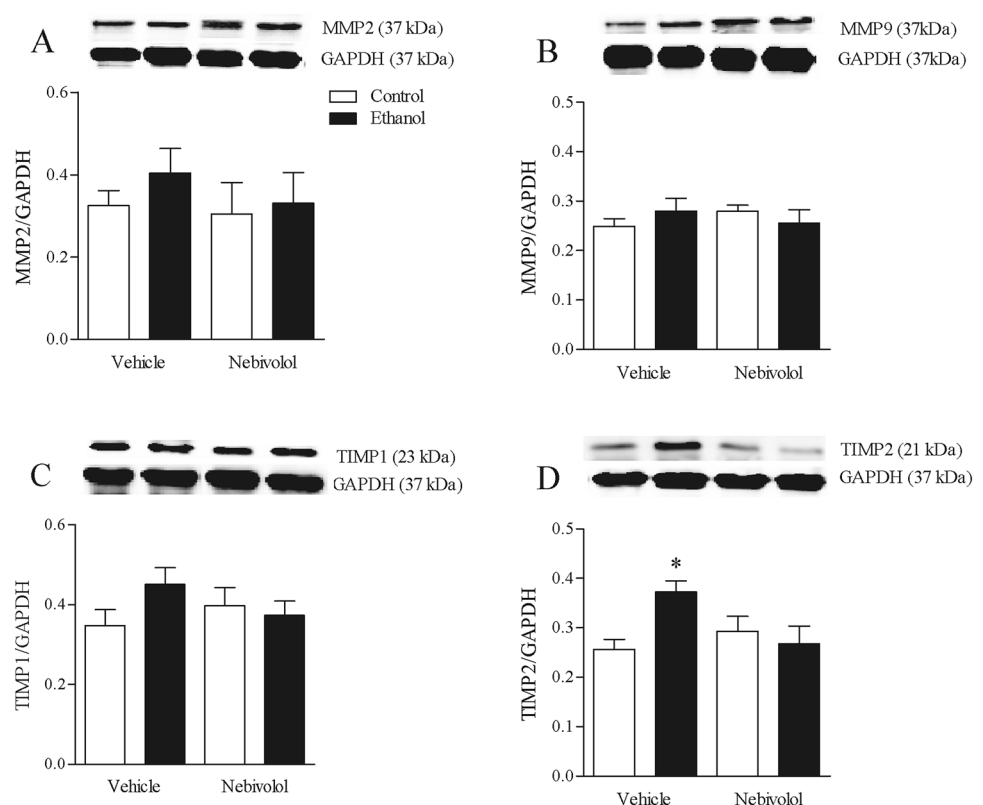 A
MMP2 (37 kDa)
GAPDH (37 kDa)
Control
Ethanol
MMP2/GAPDH
0.6
0.4
0.2
0.0
Vehicle
Nebivolol
B
MMP9 (37kDa)
GAPDH (37kDa)
MMP9/GAPDH
0.5
0.4
0.3
0.2
0.1
0.0
Vehicle
Nebivolol
C
TIMP1 (23 kDa)
GAPDH (37 kDa)
TIMP1/GAPDH
0.6
0.4
0.2
0.0
Vehicle
Nebivolol
D
TIMP2 (21 kDa)
GAPDH (37 kDa)
TIMP2/GAPDH
0.5
0.4
0.3
0.2
0.1
0.0
*
Vehicle
Nebivolol